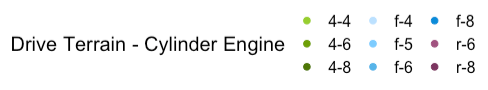 4-4 f-4 f-8
Drive Terrain - Cylinder Engine 4-6 f-5 r-6
4-8 f-6 r-8